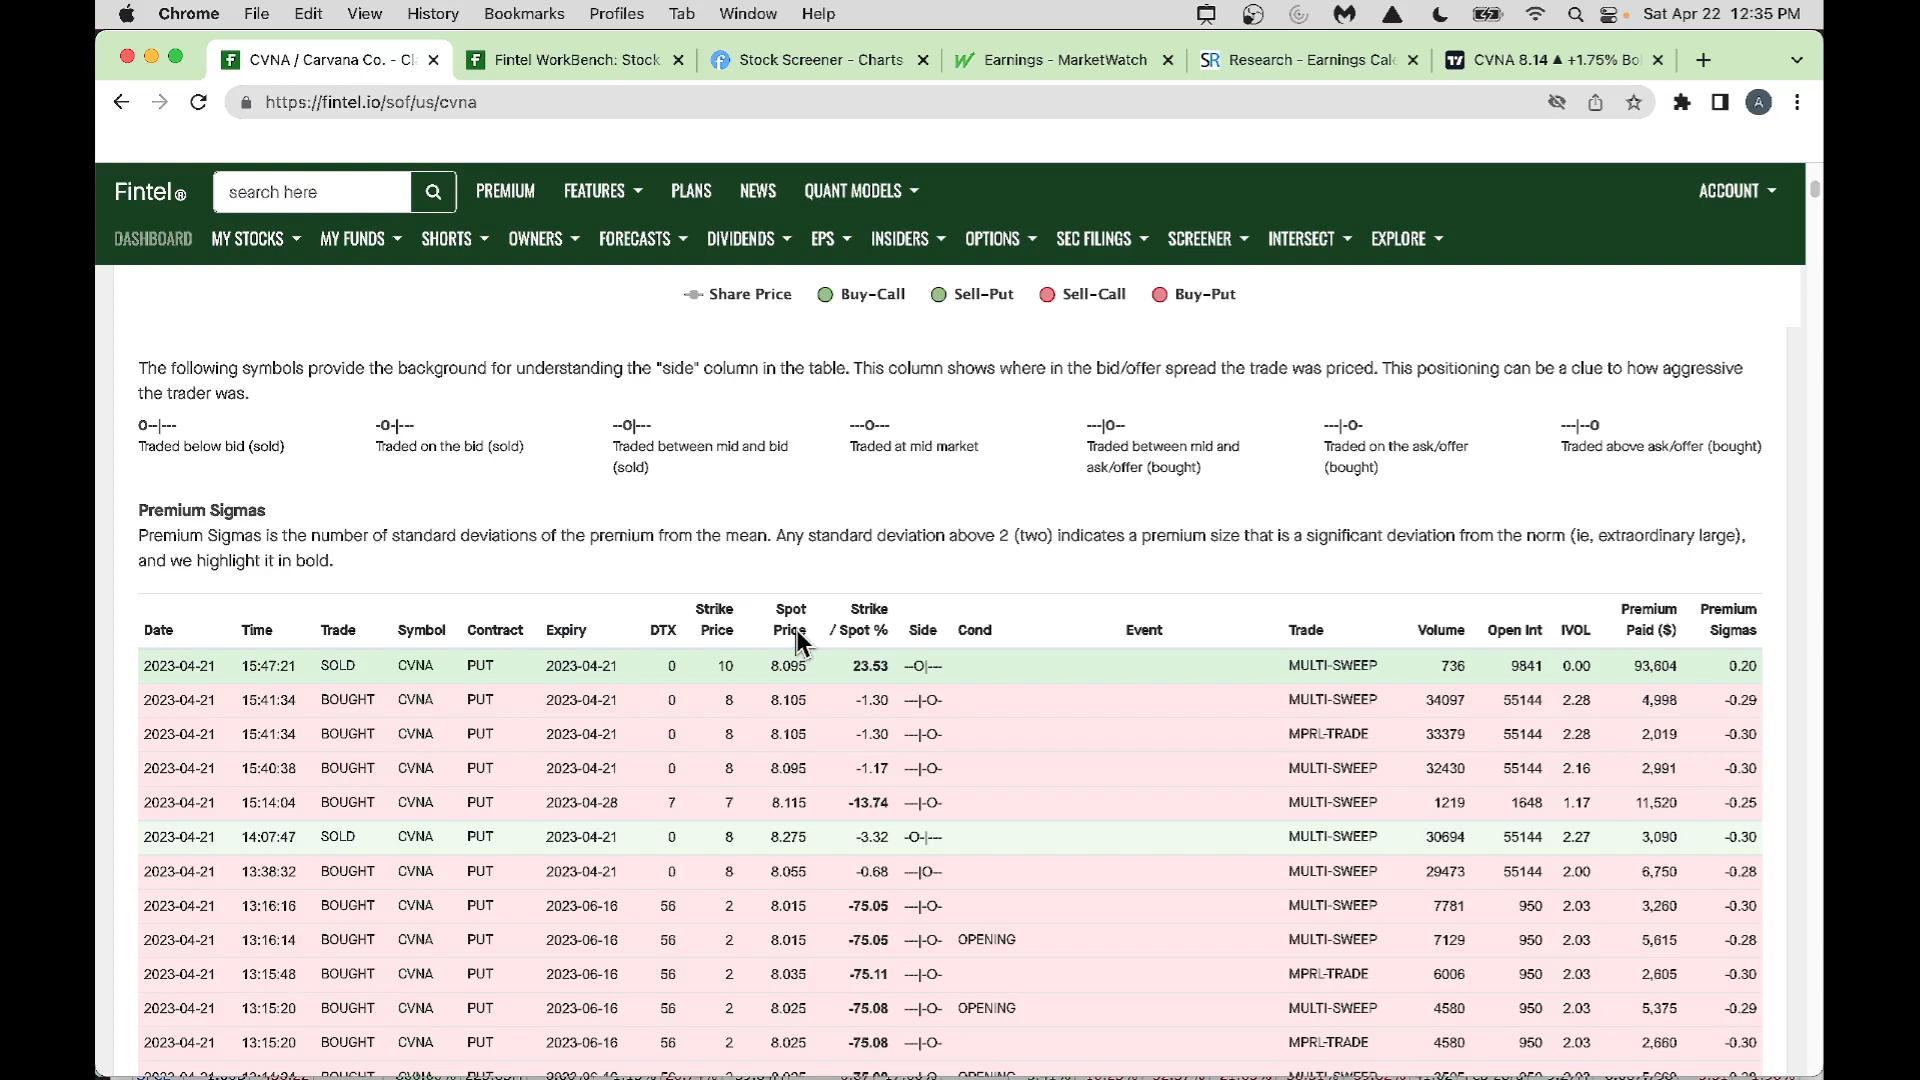 Chrome File Edit View History Bookmarks Profiles Tab Window Help Sat Apr 22 12:35 PM
CVNA / Carvana Co. - Cl Fintel WorkBench: Stock Stock Screener - Charts Earnings - MarketWatch SR Research - Earnings Cale CVNA 8.14 ▲ +1.75% Bo
https://fintel.io/sof/us/cvna A
Fintel® search here PREMIUM FEATURES PLANS NEWS QUANT MODELS ACCOUNT
DASHBOARD MY STOCKS MY FUNDS SHORTS OWNERS FORECASTS DIVIDENDS EPS INSIDERS OPTIONS SEC FILINGS SCREENER INTERSECT EXPLORE
Share Price Buy-Call Sell-Put Sell-Call Buy-Put
The following symbols provide the background for understanding the "side" column in the table. This column shows where in the bid/offer spread the trade was priced. This positioning can be a clue to how aggressive
the trader was.
O--|--- -O-|--- --O|--- ---O--- ---|O-- ---|-O- ---|--O
Traded below bid (sold) Traded on the bid (sold) Traded between mid and bid Traded at mid market Traded between mid and Traded on the ask/offer Traded above ask/offer (bought)
(sold) ask/offer (bought) (bought)
Premium Sigmas
Premium Sigmas is the number of standard deviations of the premium from the mean. Any standard deviation above 2 (two) indicates a premium size that is a significant deviation from the norm (ie, extraordinary large),
and we highlight it in bold.
Strike Spot Strike Premium Premium
Date Time Trade Symbol Contract Expiry DTX Price Price / Spot % Side Cond Event Trade Volume Open Int IVOL Paid ($) Sigmas
2023-04-21 15:47:21 SOLD CVNA PUT 2023-04-21 0 10 8.095 23.53 --O|--- MULTI-SWEEP 736 9841 0.00 93,604 0.20
2023-04-21 15:41:34 BOUGHT CVNA PUT 2023-04-21 0 8 8.105 -1.30 ---|-O- MULTI-SWEEP 34097 55144 2.28 4,998 -0.29
2023-04-21 15:41:34 BOUGHT CVNA PUT 2023-04-21 0 8 8.105 -1.30 ---|-O- MPRL-TRADE 33379 55144 2.28 2,019 -0.30
2023-04-21 15:40:38 BOUGHT CVNA PUT 2023-04-21 0 8 8.095 -1.17 ---|-O- MULTI-SWEEP 32430 55144 2.16 2,991 -0.30
2023-04-21 15:14:04 BOUGHT CVNA PUT 2023-04-28 7 7 8.115 -13.74 ---|-O- MULTI-SWEEP 1219 1648 1.17 11,520 -0.25
2023-04-21 14:07:47 SOLD CVNA PUT 2023-04-21 0 8 8.275 -3.32 -O-|--- MULTI-SWEEP 30694 55144 2.27 3,090 -0.30
2023-04-21 13:38:32 BOUGHT CVNA PUT 2023-04-21 0 8 8.055 -0.68 ---|O-- MULTI-SWEEP 29473 55144 2.00 6,750 -0.28
2023-04-21 13:16:16 BOUGHT CVNA PUT 2023-06-16 56 2 8.015 -75.05 ---|-O- MULTI-SWEEP 7781 950 2.03 3,260 -0.30
2023-04-21 13:16:14 BOUGHT CVNA PUT 2023-06-16 56 2 8.015 -75.05 ---|-O- OPENING MULTI-SWEEP 7129 950 2.03 5,615 -0.28
2023-04-21 13:15:48 BOUGHT CVNA PUT 2023-06-16 56 2 8.035 -75.11 ---|-O- MPRL-TRADE 6006 950 2.03 2,605 -0.30
2023-04-21 13:15:20 BOUGHT CVNA PUT 2023-06-16 56 2 8.025 -75.08 ---|-O- OPENING MULTI-SWEEP 4580 950 2.03 5,375 -0.29
2023-04-21 13:15:20 BOUGHT CVNA PUT 2023-06-16 56 2 8.025 -75.08 ---|-O- MPRL-TRADE 4580 950 2.03 2,660 -0.30